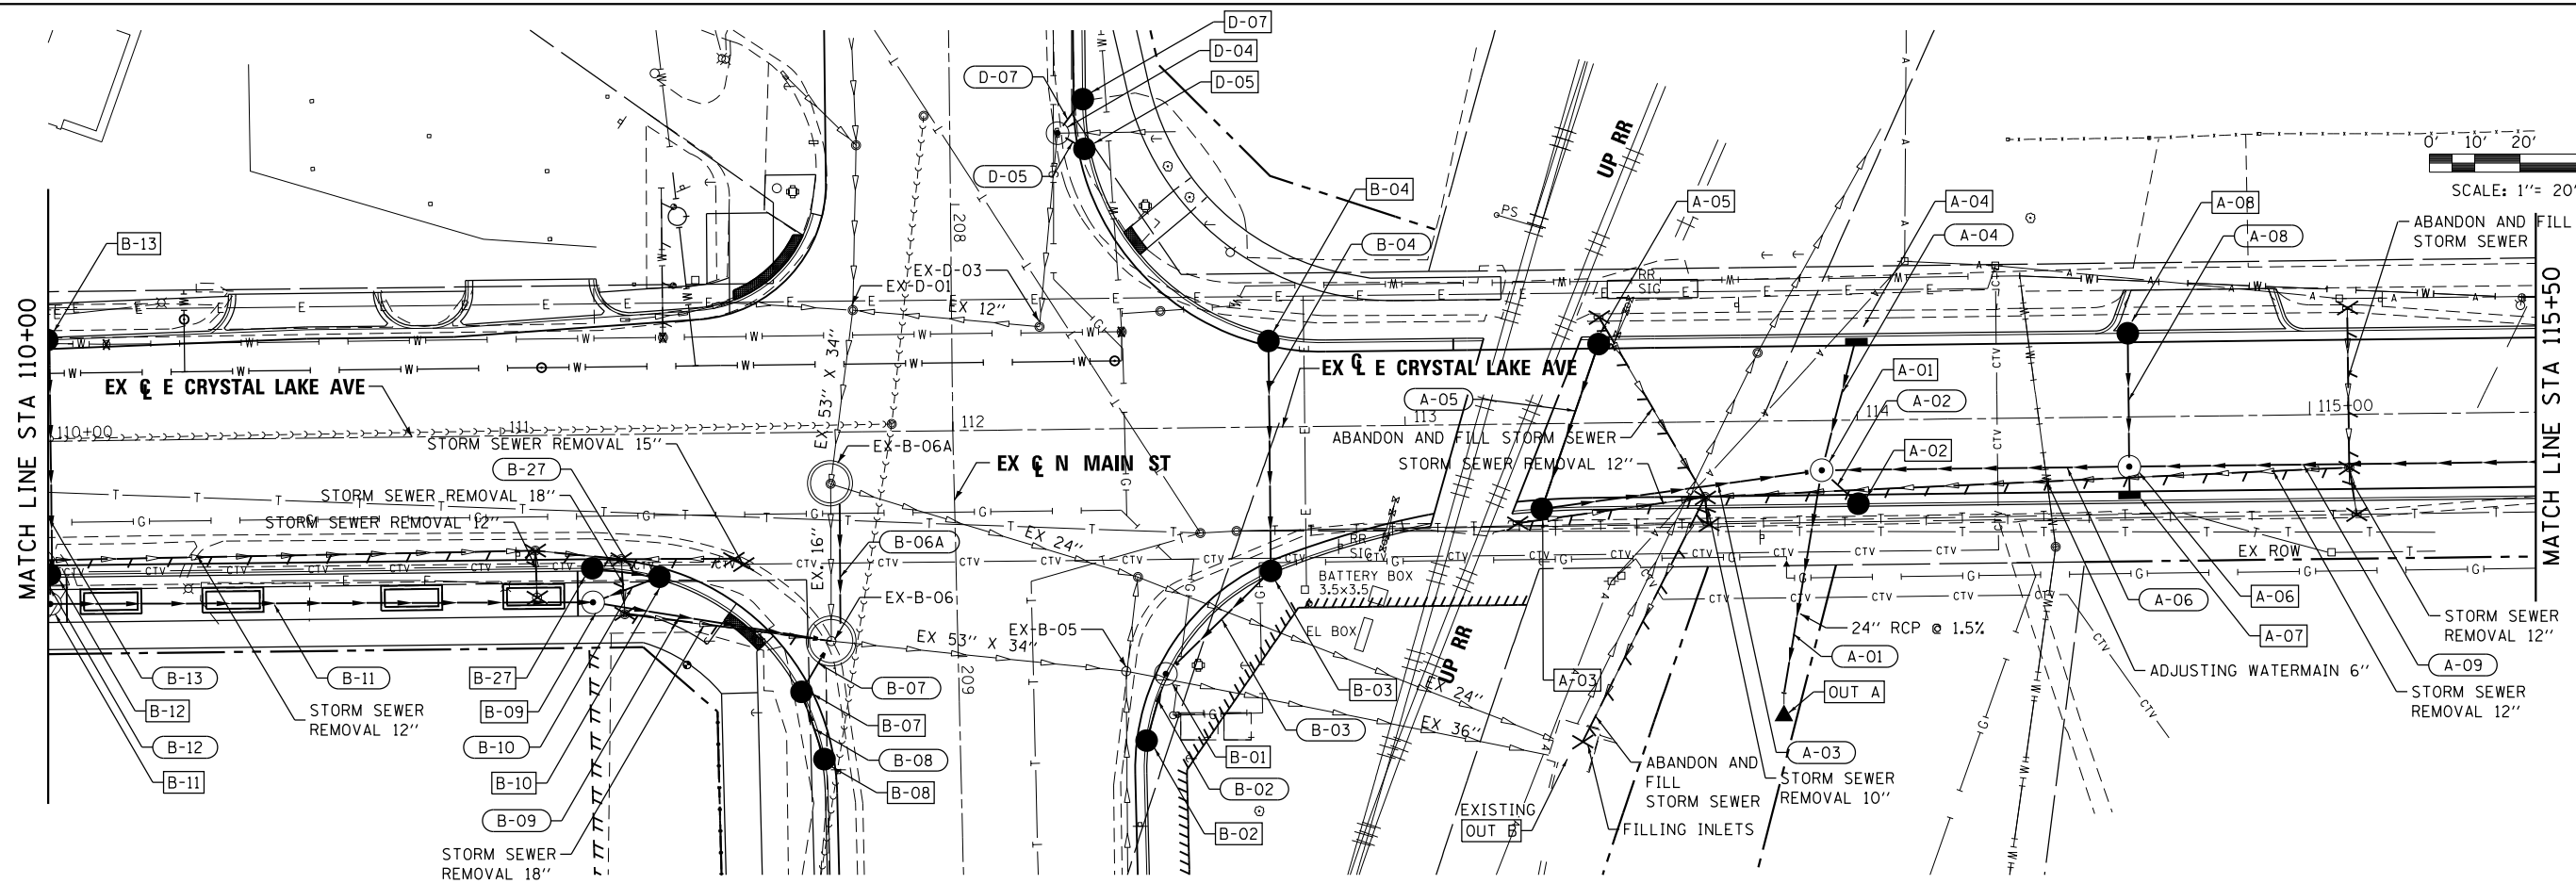 D-07
D-04
D-07
D-05
D-05
UP RR
0' 10' 20'
SCALE: 1"= 20'
B-04
A-05
A-04
A-08
PS
ABANDON AND FILL
STORM SEWER
208
B-04
A-04
A-08
B-13
EX-D-03
EX-D-01
RR
SIG
EX 12"
MATCH LINE STA 110+00
EX 53" X 34"
EX ℄ E CRYSTAL LAKE AVE
EX ℄ E CRYSTAL LAKE AVE
A-01
A-05
A-02
MATCH LINE STA 115+50
110+00
111
112
113
114
115+00
STORM SEWER REMOVAL 15"
EX-B-06A
ABANDON AND FILL STORM SEWER
A-02
B-27
EX ℄ N MAIN ST
STORM SEWER REMOVAL 12"
STORM SEWER REMOVAL 18"
STORM SEWER REMOVAL 12"
EX 24"
B-06A
EX. 16"
RR
SIG
EX ROW
BATTERY BOX
3.5x3.5
EX-B-06
A-06
A-06
EX 53" X
34"
EX-B-05
EL BOX
24" RCP @ 1.5%
STORM SEWER
REMOVAL 12"
A-07
UP RR
A-01
A-09
B-13
B-11
B-27
B-07
209
B-03
A-03
EX 24"
ADJUSTING WATERMAIN 6"
OUT A
STORM SEWER
REMOVAL 12"
B-12
STORM SEWER
REMOVAL 12"
B-09
B-07
B-03
EX 36"
B-12
B-10
B-08
B-01
A-03
B-11
B-10
B-08
B-02
ABANDON AND
FILL
STORM SEWER
STORM SEWER
REMOVAL 10"
B-09
B-02
EXISTING
OUT B
FILLING INLETS
STORM SEWER
REMOVAL 18"